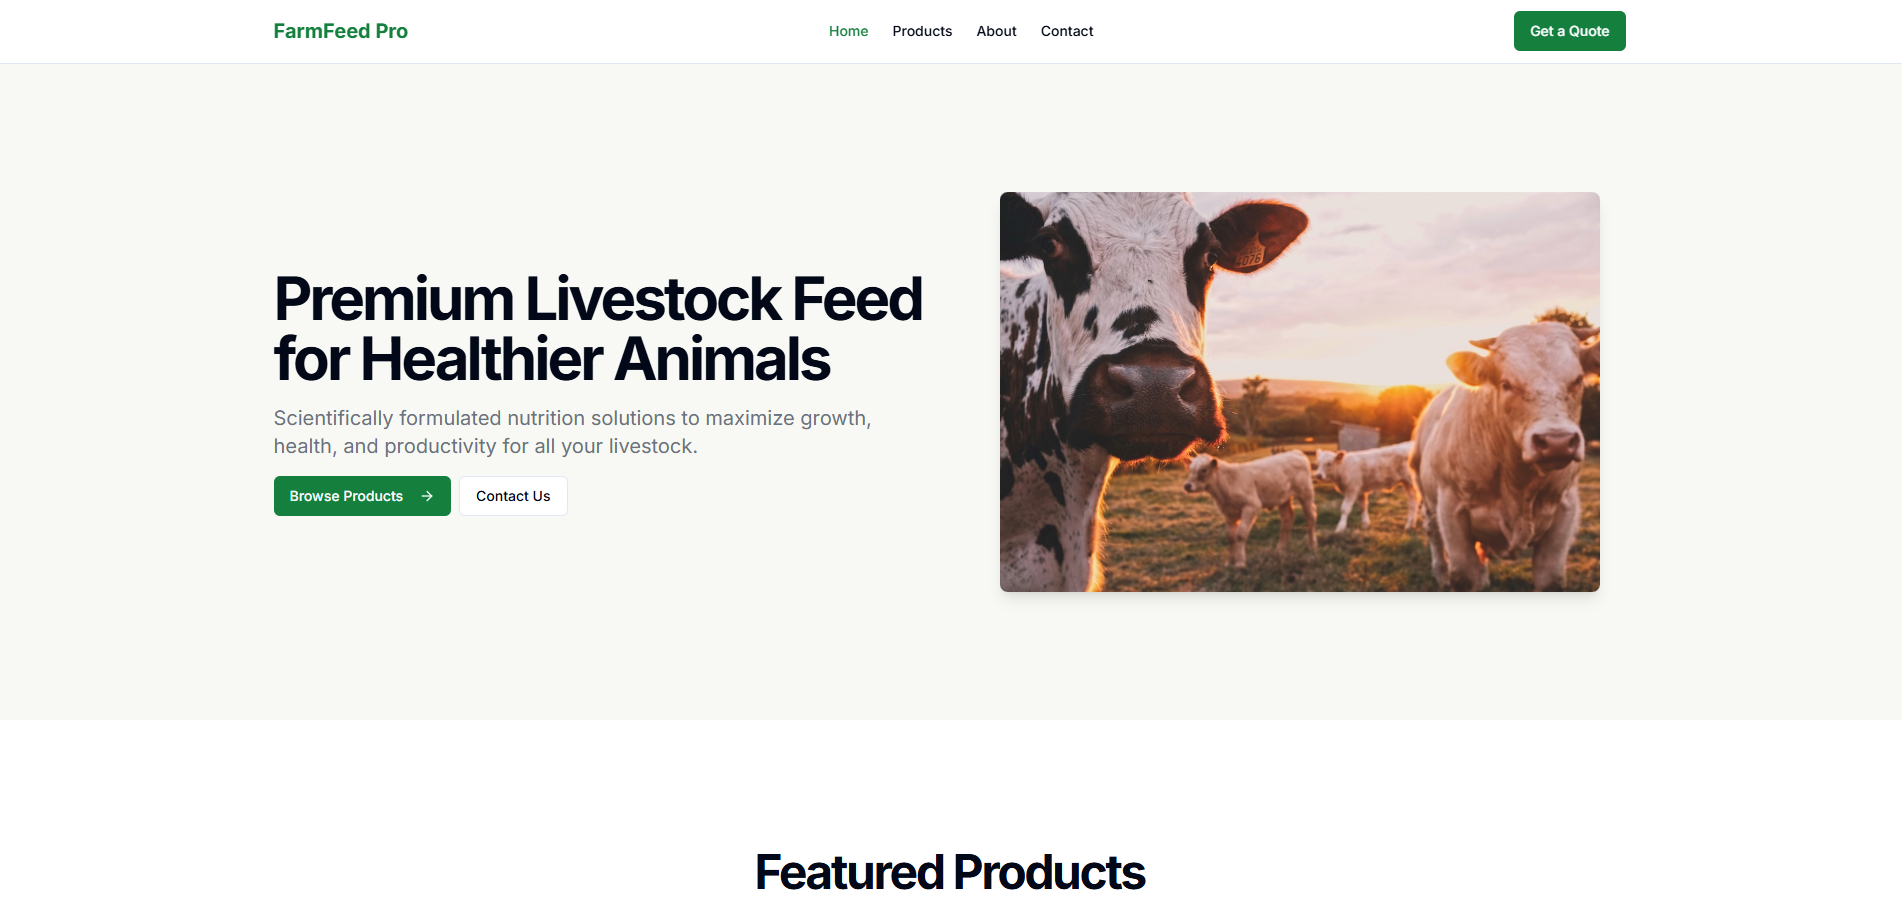 FarmFeed Pro
Home
Products
About
Contact
Get a Quote
Premium Livestock Feed
for Healthier Animals
Scientifically formulated nutrition solutions to maximize growth,
health, and productivity for all your livestock.
Browse Products
Contact Us
4076
Featured Products